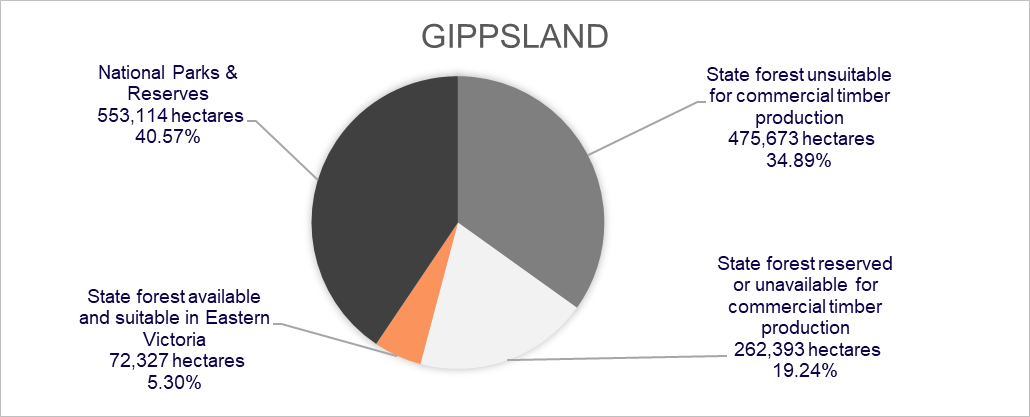 GIPPSLAND
National Parks &
Reserves
553,114 hectares
40.57%
State forest unsuitable
for commercial timber
production
475,673 hectares
34.89%
State forest available
and suitable in Eastern
Victoria
72,327 hectares
5.30%
State forest reserved
or unavailable for
commercial timber
production
262,393 hectares
19.24%